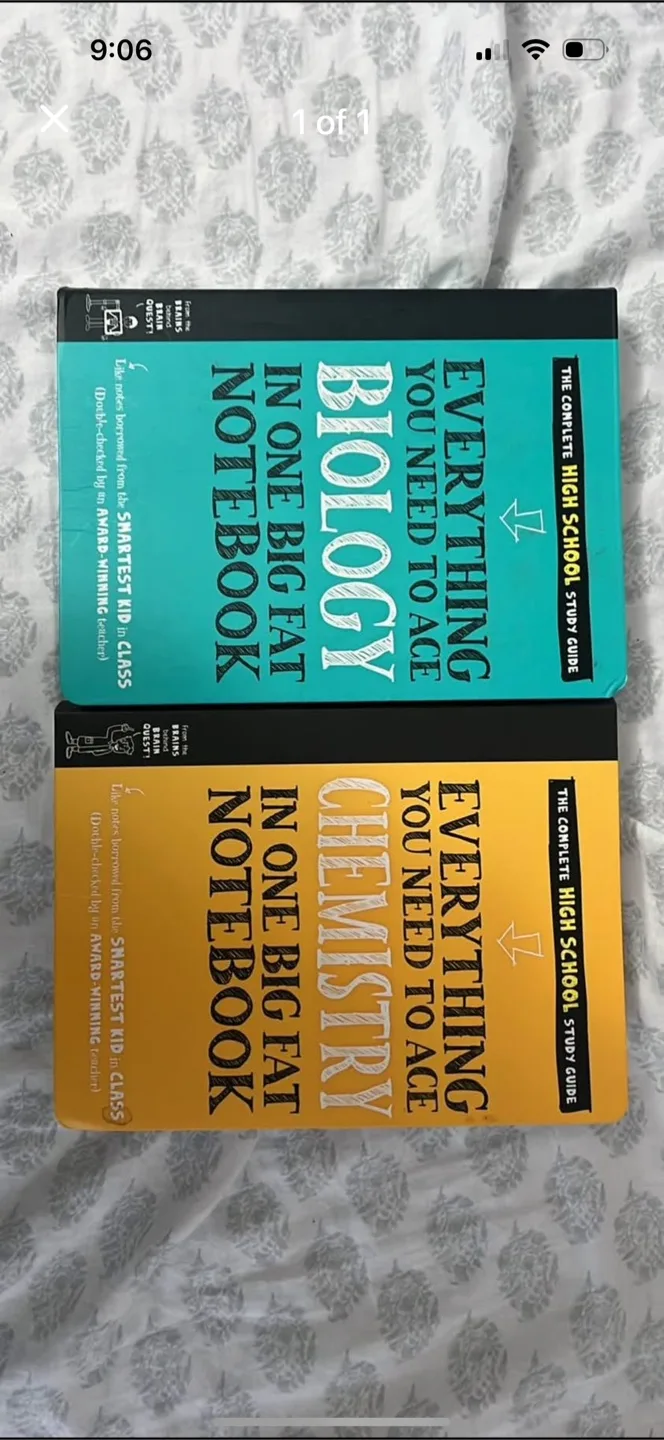 9:06
1 of 1
THE COMPLETE HIGH SCHOOL STUDY GUIDE
EVERYTHING
YOU NEED TO ACE
BIOLOGY
IN ONE BIG FAT
NOTEBOOK
From the
BRAINS
behind
BRAIN
QUEST!
Like notes borrowed from the SMARTEST KID in CLASS
(Double-checked by an AWARD-WINNING teacher)
THE COMPLETE HIGH SCHOOL STUDY GUIDE
EVERYTHING
YOU NEED TO ACE
CHEMISTRY
IN ONE BIG FAT
NOTEBOOK
From the
BRAINS
behind
BRAIN
QUEST!
Like notes borrowed from the SMARTEST KID in CLASS
(Double-checked by an AWARD-WINNING teacher)